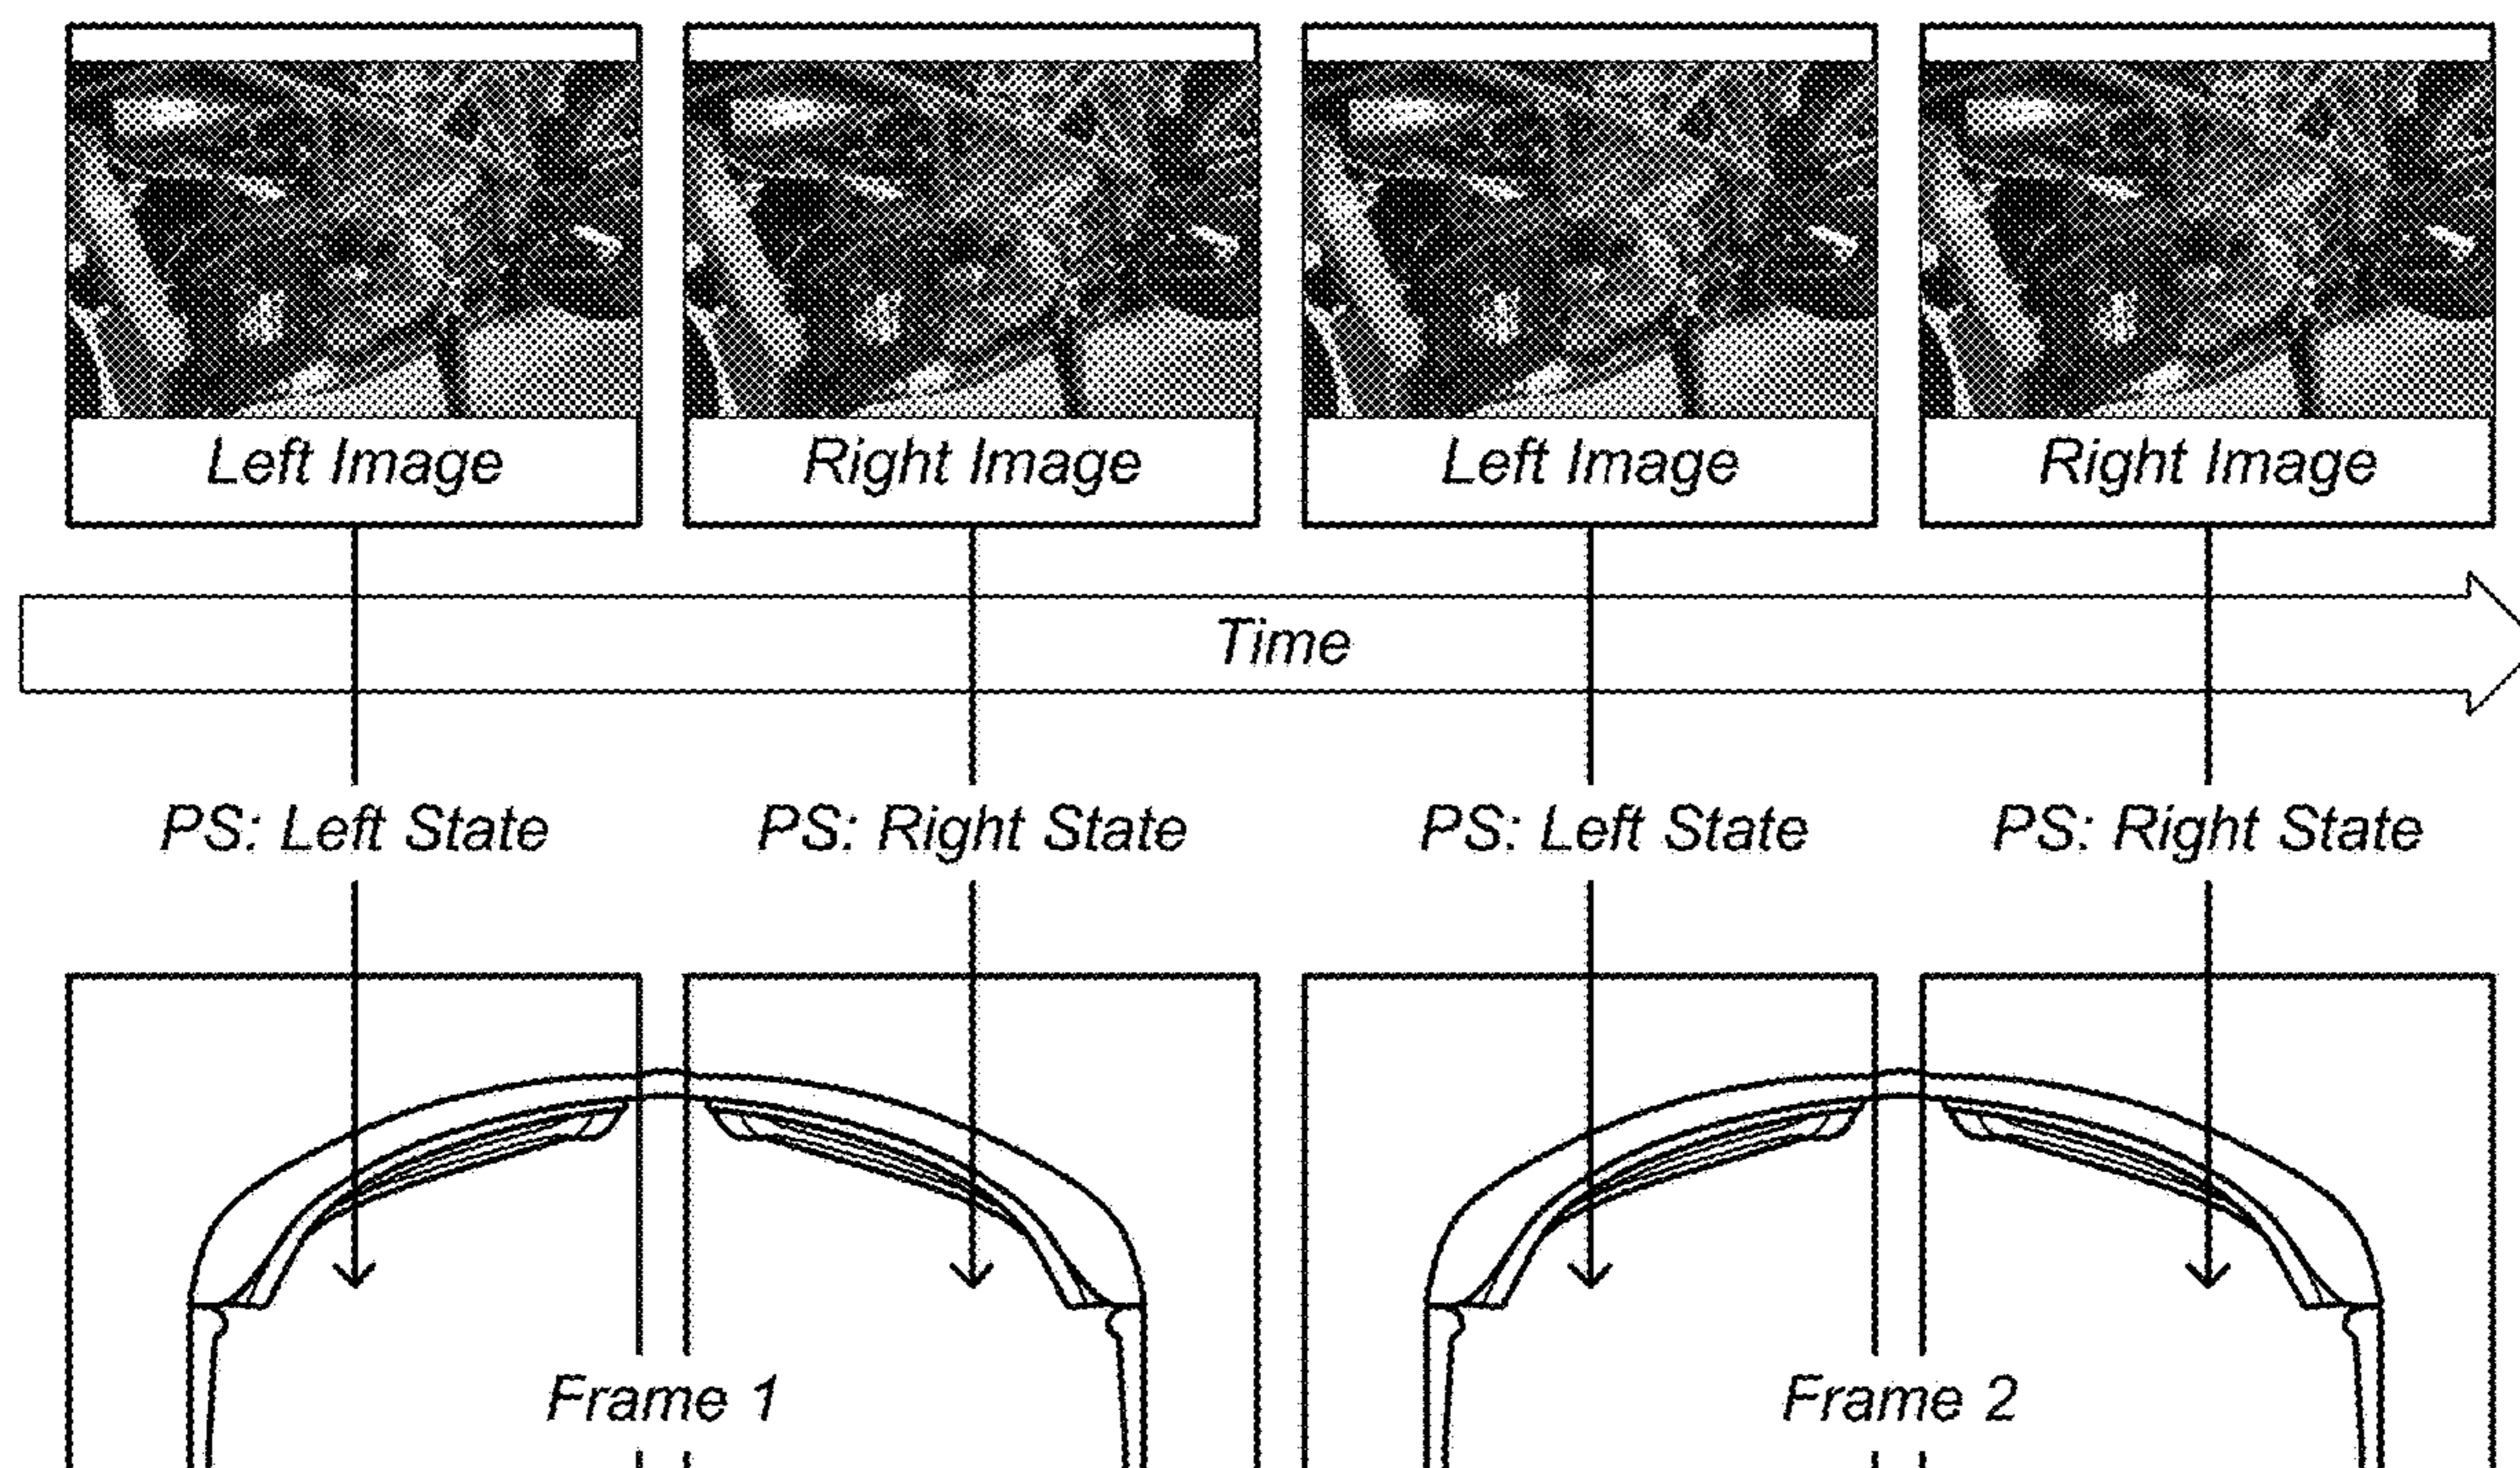 Left Image
Right Image
Left Image
Right Image
Time
PS: Left State
PS: Right State
PS: Left State
PS: Right State
Frame 1
Frame 2